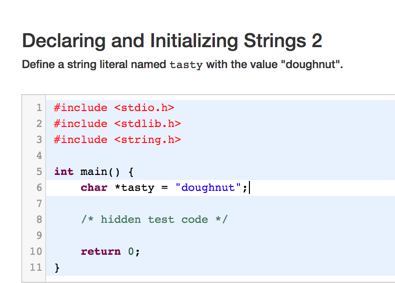 Declaring and Initializing Strings 2
Define a string literal named tasty with the value "doughnut".
1 #include <stdio.h>
2 #include <stdlib.h>
3 #include <string.h>
4
5 int main() {
6     char *tasty = "doughnut";
7
8     /* hidden test code */
9
10     return 0;
11 }